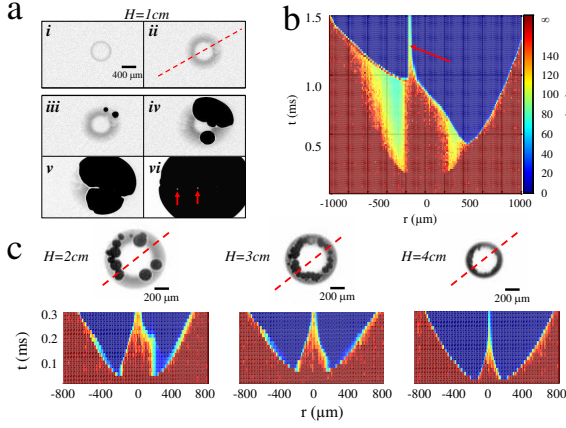 a
H=1cm
i
ii
400 μm
iii
iv
v
vi
b
t (ms)
1.5
1.0
0.5
-1000
-500
0
500
1000
r (μm)
∞
140
120
100
80
60
40
20
0
c
H=2cm
200 μm
H=3cm
200 μm
H=4cm
200 μm
t (ms)
0.3
0.2
0.1
-800 -400 0 400 800
-800 -400 0 400 800
-800 -400 0 400 800
r (μm)